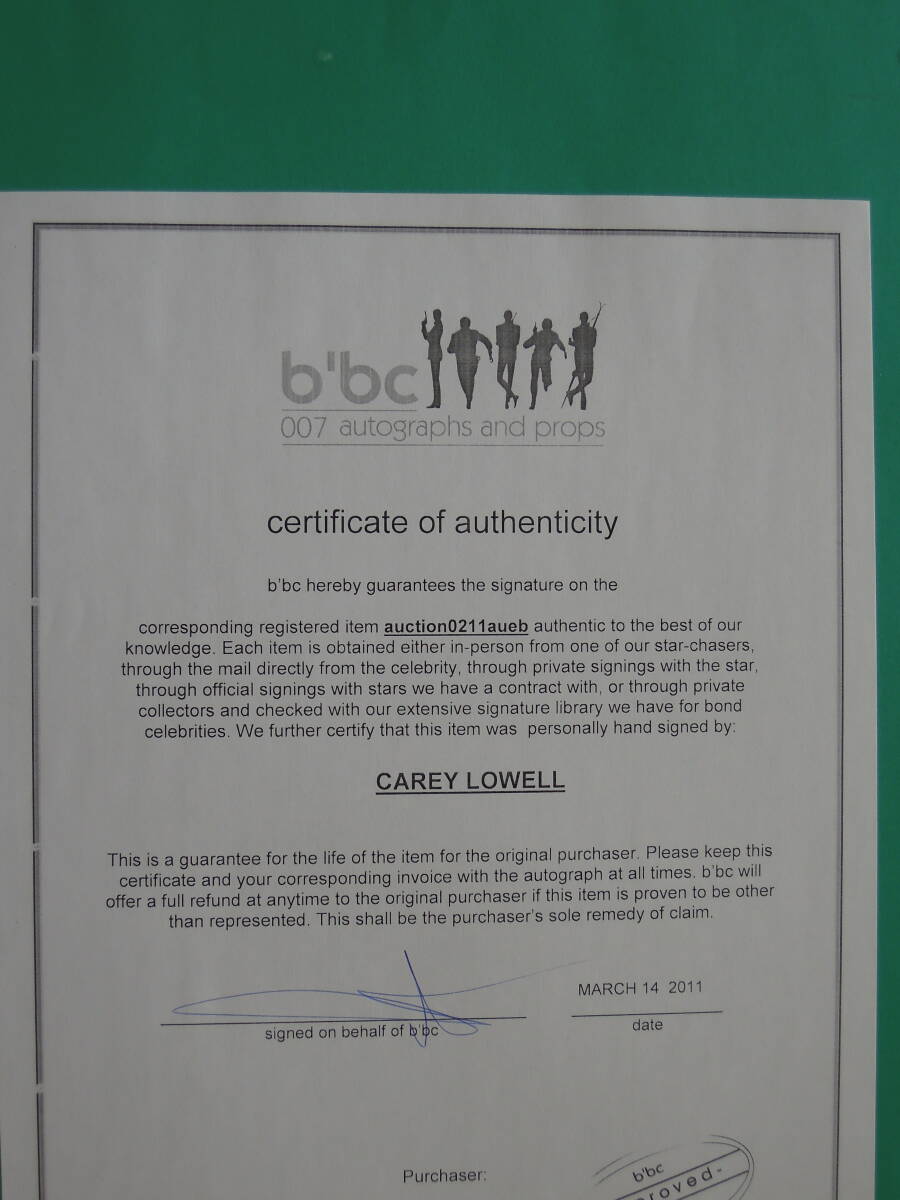 b'bc
007 autographs and props
certificate of authenticity
b'bc hereby guarantees the signature on the
corresponding registered item auction0211aueb authentic to the best of our
knowledge. Each item is obtained either in-person from one of our star-chasers,
through the mail directly from the celebrity, through private signings with the star,
through official signings with stars we have a contract with, or through private
collectors and checked with our extensive signature library we have for bond
celebrities. We further certify that this item was personally hand signed by:
CAREY LOWELL
This is a guarantee for the life of the item for the original purchaser. Please keep this
certificate and your corresponding invoice with the autograph at all times. b'bc will
offer a full refund at anytime to the original purchaser if this item is proven to be other
than represented. This shall be the purchaser's sole remedy of claim.
MARCH 14 2011
signed on behalf of b'bc
date
Purchaser:
b'bc